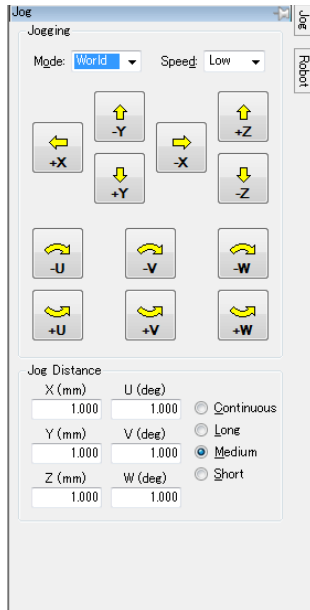 Jog
Jog
Robot
Jogging
Mode: World Speed: Low
-Y +Z
+X -X
+Y -Z
-U -V -W
+U +V +W
Jog Distance
X (mm) U (deg)
1.000 1.000 Continuous
Y (mm) V (deg) Long
1.000 1.000 Medium
Z (mm) W (deg) Short
1.000 1.000